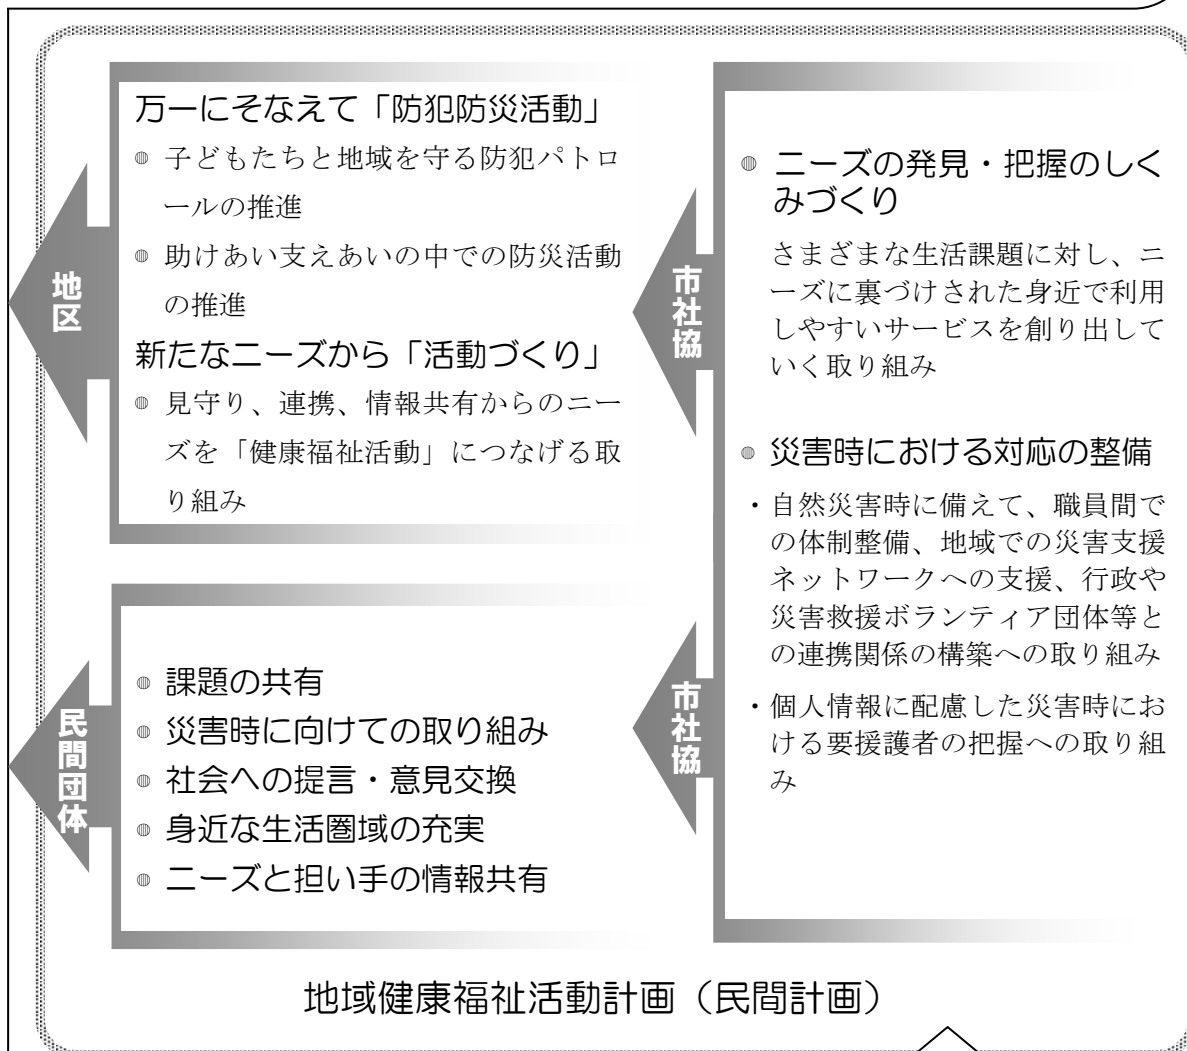 地区
万一にそなえて「防犯防災活動」
◍ 子どもたちと地域を守る防犯パトロ
ールの推進
◍ 助けあい支えあいの中での防災活動
の推進
新たなニーズから「活動づくり」
◍ 見守り、連携、情報共有からのニー
ズを「健康福祉活動」につなげる取
り組み
民間団体
◍ 課題の共有
◍ 災害時に向けての取り組み
◍ 社会への提言・意見交換
◍ 身近な生活圏域の充実
◍ ニーズと担い手の情報共有
市社協
市社協
◍ ニーズの発見・把握のしく
みづくり
さまざまな生活課題に対し、ニ
ーズに裏づけされた身近で利用
しやすいサービスを創り出して
いく取り組み
◍ 災害時における対応の整備
・自然災害時に備えて、職員間で
の体制整備、地域での災害支援
ネットワークへの支援、行政や
災害救援ボランティア団体等と
の連携関係の構築への取り組み
・個人情報に配慮した災害時にお
ける要援護者の把握への取り組
み
地域健康福祉活動計画（民間計画）